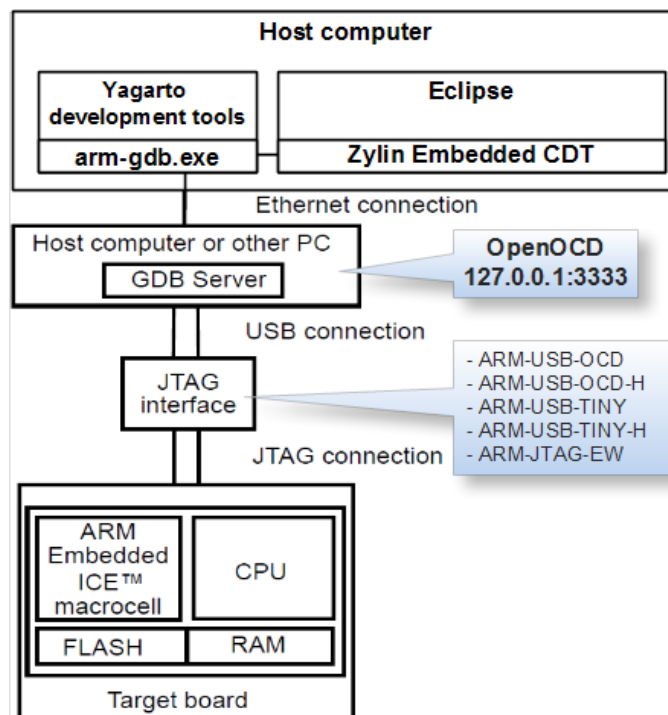 Host computer
Yagarto
development tools
Eclipse
arm-gdb.exe
Zylin Embedded CDT
Ethernet connection
Host computer or other PC
GDB Server
OpenOCD
127.0.0.1:3333
USB connection
JTAG
interface
- ARM-USB-OCD
- ARM-USB-OCD-H
- ARM-USB-TINY
- ARM-USB-TINY-H
- ARM-JTAG-EW
JTAG connection
ARM
Embedded
ICE™
macrocell
CPU
FLASH
RAM
Target board